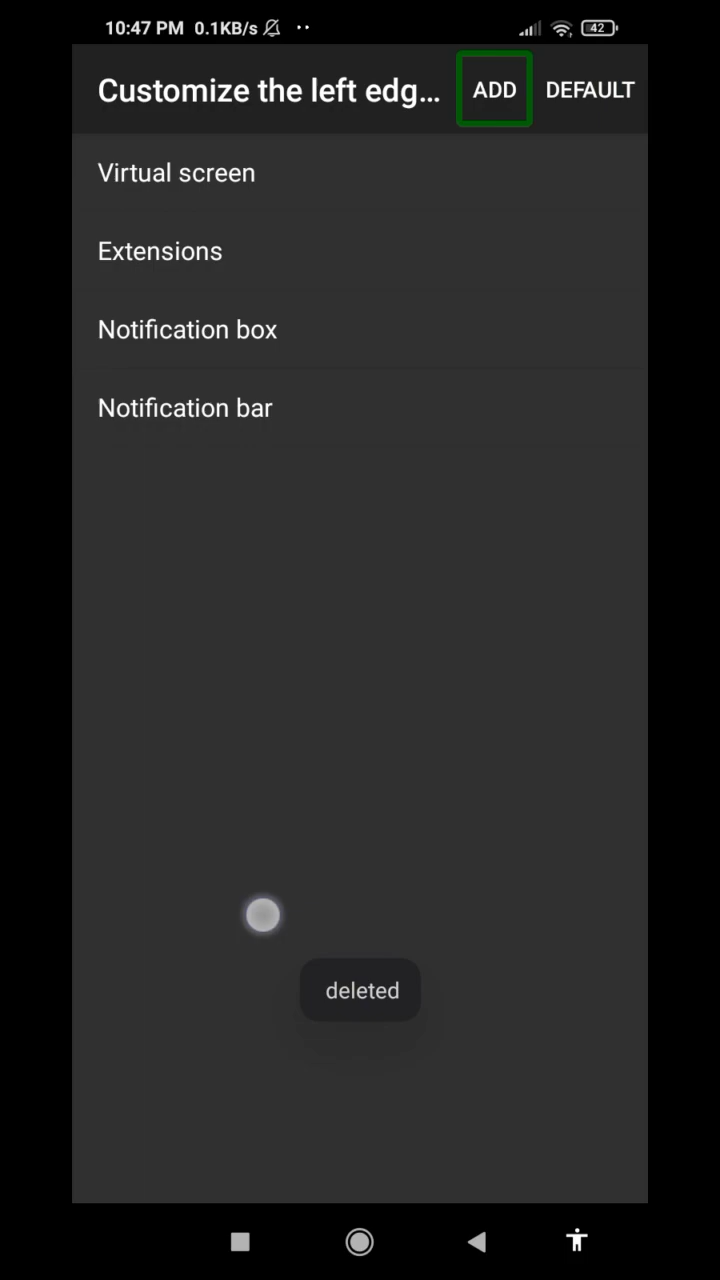 10:47 PM 0.1KB/s 42
Customize the left edg... ADD DEFAULT
Virtual screen
Extensions
Notification box
Notification bar
deleted